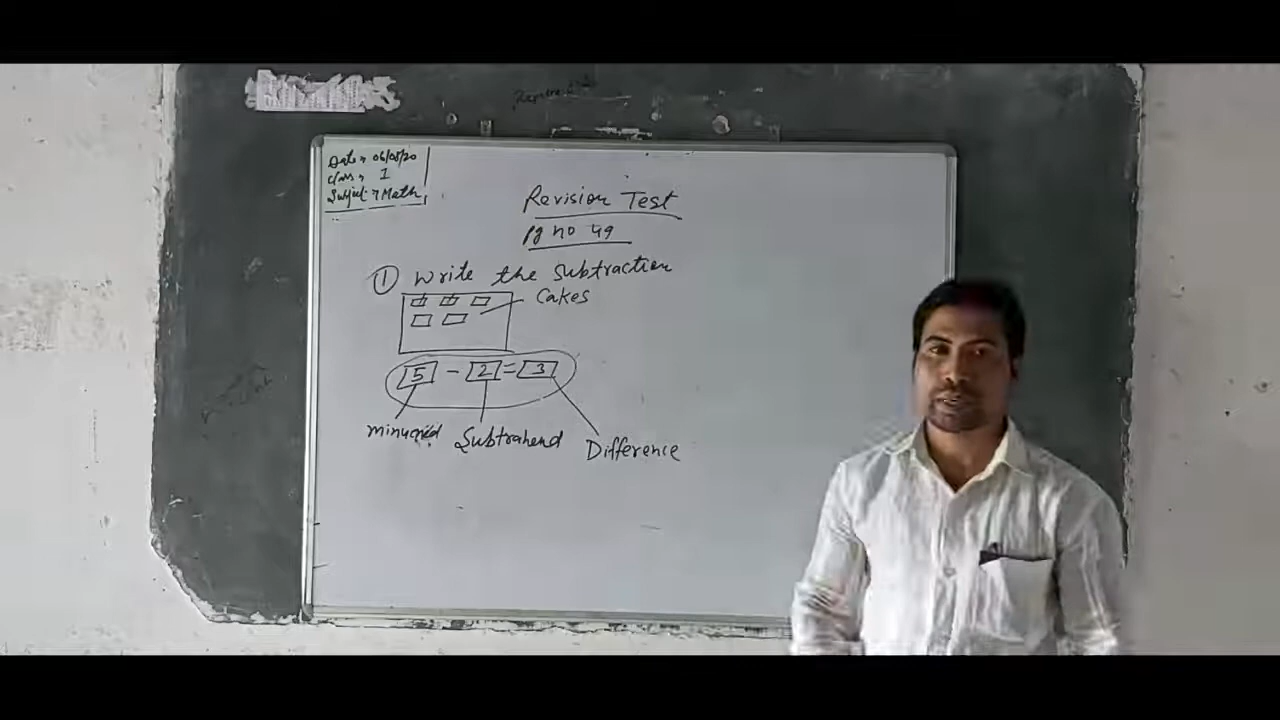 Date → 06/08/20
Class → 1
Subject → Math
Revision Test
pg no 49
① Write the Subtraction
Cakes
5 - 2 = 3
minuend Subtrahend Difference